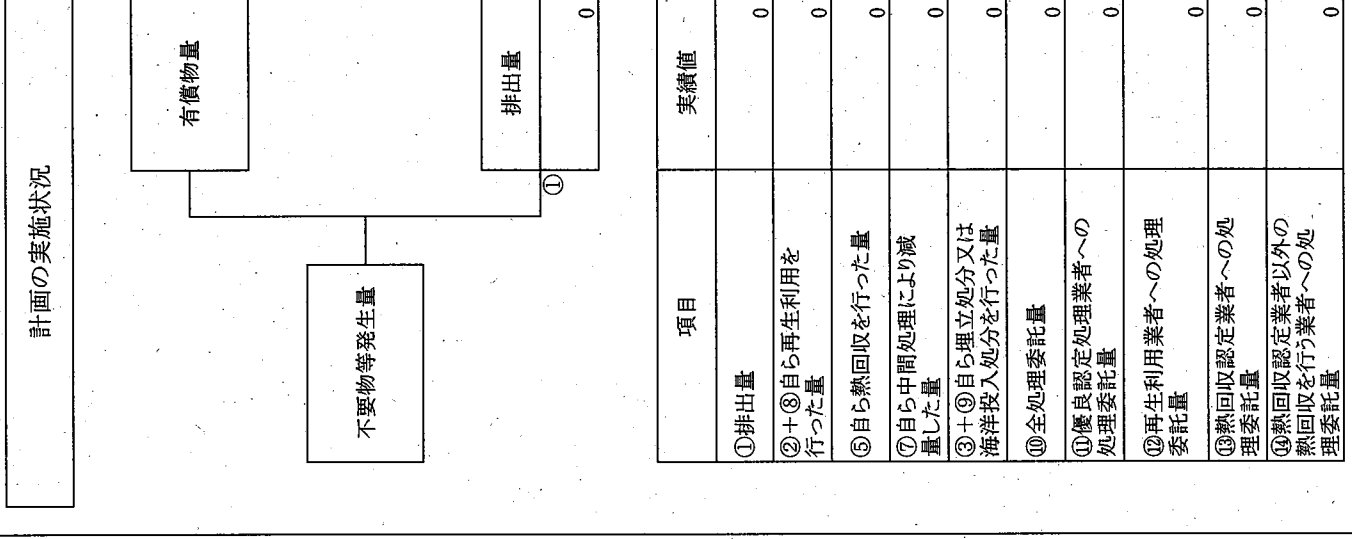 計画の実施状況
有償物量
不要物等発生量
排出量
①
0
項目
実績値
①排出量
0
②+⑧自ら再生利用を
行った量
0
⑤自ら熱回収を行った量
0
⑦自ら中間処理により減
量した量
0
③+⑨自ら埋立処分又は
海洋投入処分を行った量
0
⑩全処理委託量
0
⑪優良認定処理業者への
処理委託量
0
⑫再生利用業者への処理
委託量
0
⑬熱回収認定業者への処
理委託量
0
⑭熱回収認定業者以外の
熱回収を行う業者への処
理委託量
0